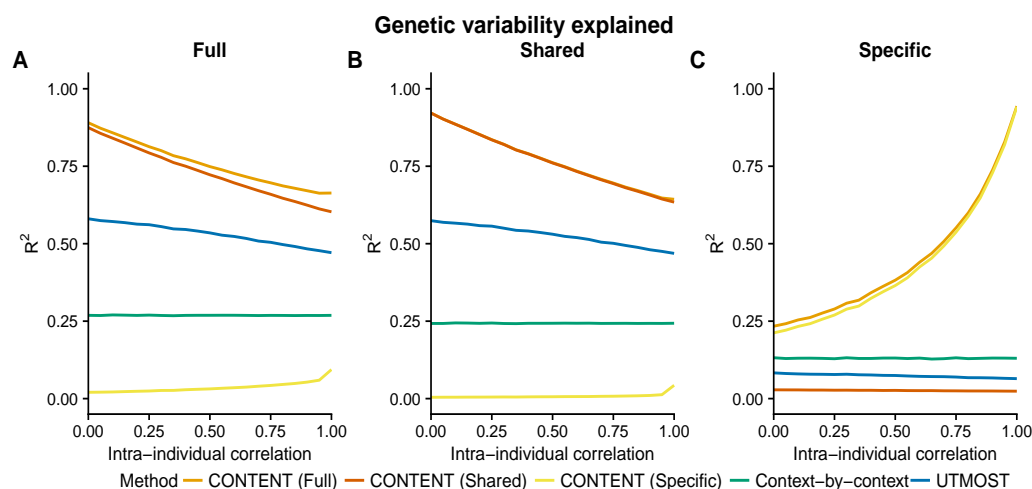 Genetic variability explained
A Full
B Shared
C Specific
R²
1.00
0.75
0.50
0.25
0.00
0.00 0.25 0.50 0.75 1.00
Intra−individual correlation
R²
1.00
0.75
0.50
0.25
0.00
0.00 0.25 0.50 0.75 1.00
Intra−individual correlation
R²
1.00
0.75
0.50
0.25
0.00
0.00 0.25 0.50 0.75 1.00
Intra−individual correlation
Method CONTENT (Full) CONTENT (Shared) CONTENT (Specific) Context−by−context UTMOST